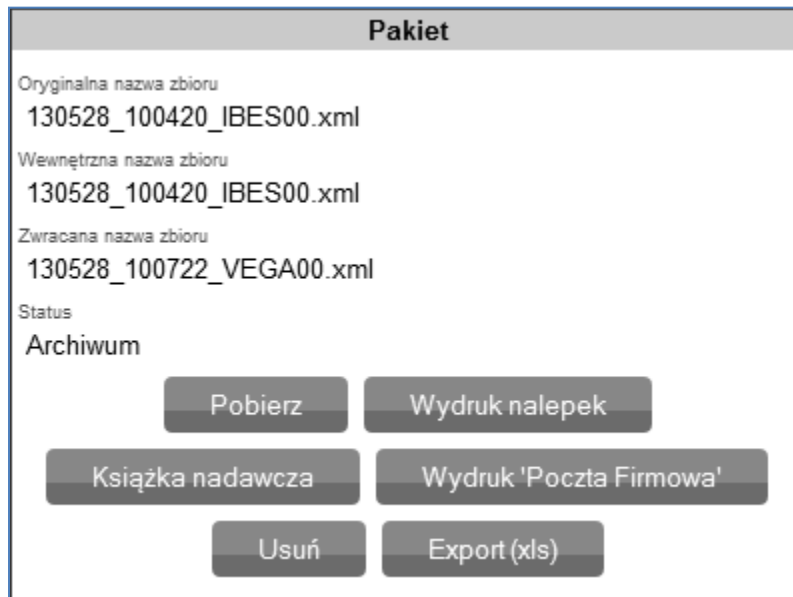 Pakiet
Oryginalna nazwa zbioru
130528_100420_IBES00.xml
Wewnętrzna nazwa zbioru
130528_100420_IBES00.xml
Zwracana nazwa zbioru
130528_100722_VEGA00.xml
Status
Archiwum
Pobierz Wydruk nalepek
Książka nadawcza Wydruk 'Poczta Firmowa'
Usuń Export (xls)